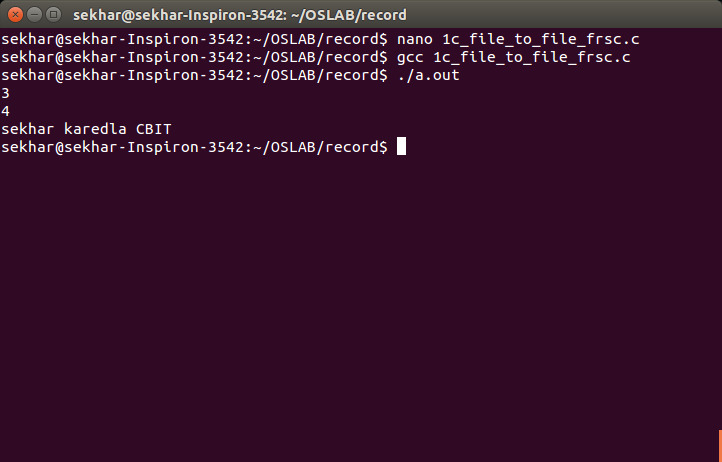 sekhar@sekhar-Inspiron-3542: ~/OSLAB/record
sekhar@sekhar-Inspiron-3542:~/OSLAB/record$ nano 1c_file_to_file_frsc.c
sekhar@sekhar-Inspiron-3542:~/OSLAB/record$ gcc 1c_file_to_file_frsc.c
sekhar@sekhar-Inspiron-3542:~/OSLAB/record$ ./a.out
3
4
sekhar karedla CBIT
sekhar@sekhar-Inspiron-3542:~/OSLAB/record$